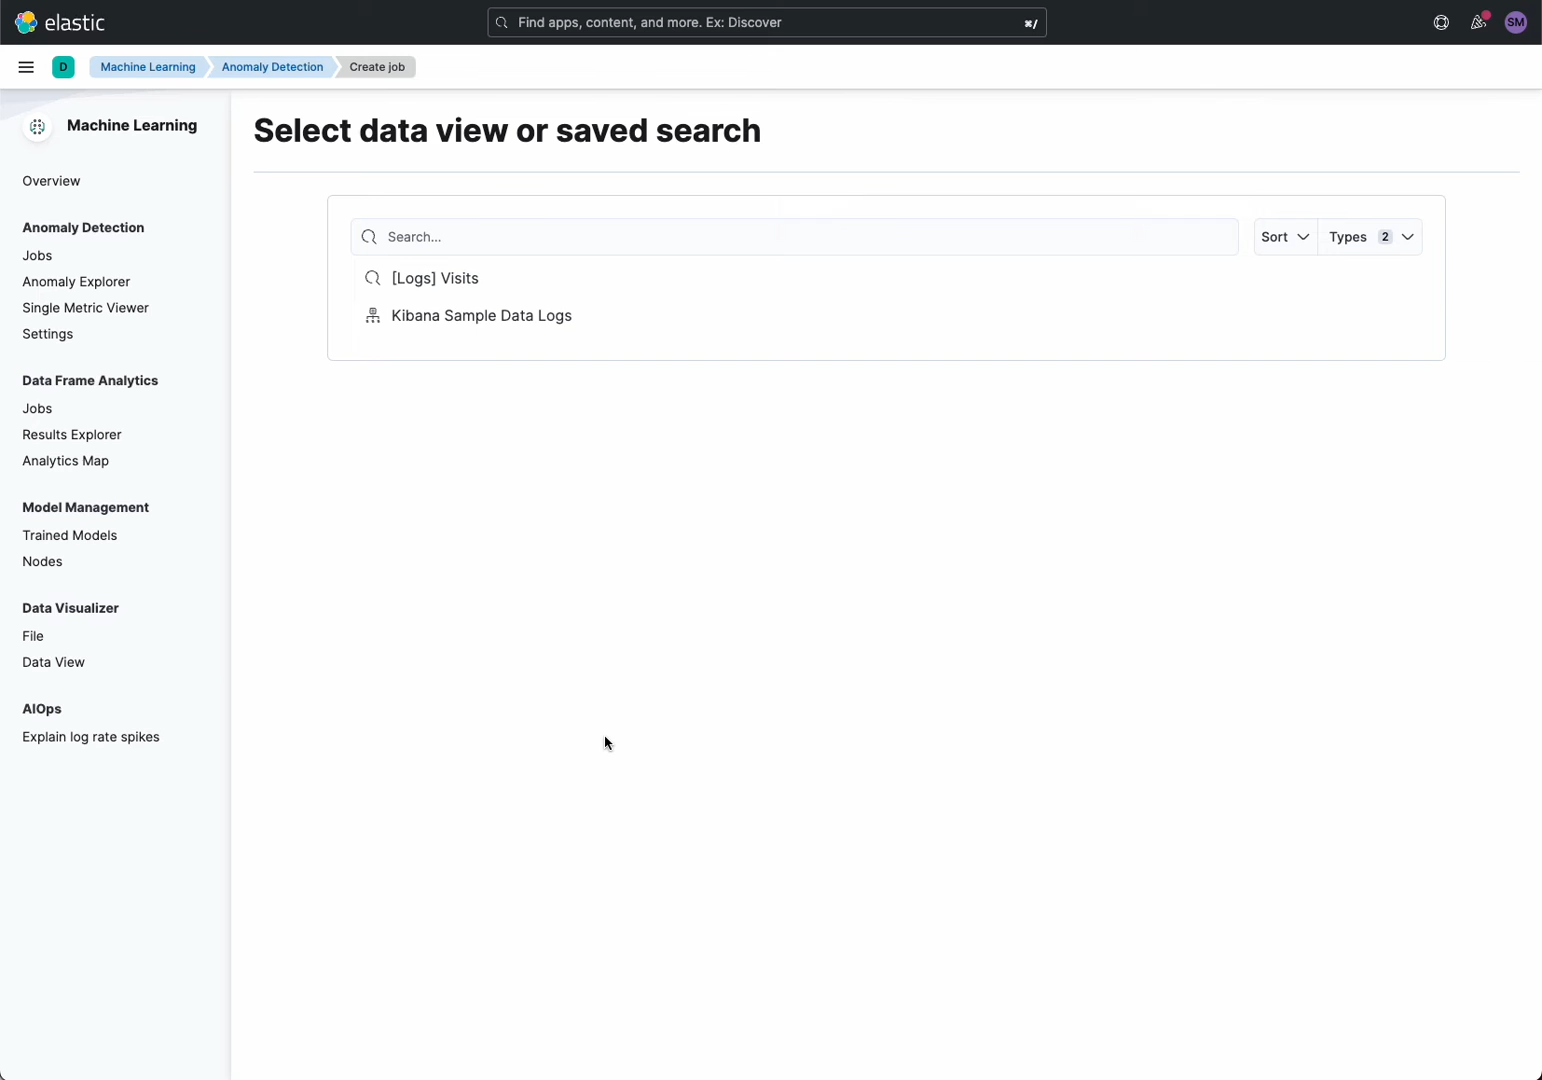 elastic
Find apps, content, and more. Ex: Discover
⌘/
SM
D
Machine Learning
Anomaly Detection
Create job
Machine Learning
Overview
Anomaly Detection
Jobs
Anomaly Explorer
Single Metric Viewer
Settings
Data Frame Analytics
Jobs
Results Explorer
Analytics Map
Model Management
Trained Models
Nodes
Data Visualizer
File
Data View
AIOps
Explain log rate spikes
Select data view or saved search
Search...
Sort
Types 2
[Logs] Visits
Kibana Sample Data Logs